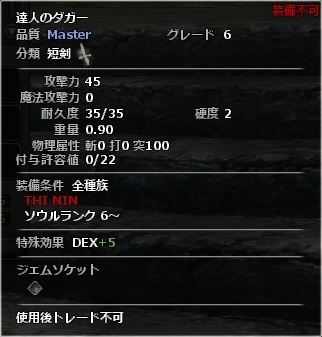 装備不可
達人のダガー
品質 Master グレード 6
分類 短剣
攻撃力 45
魔法攻撃力 0
耐久度 35/35 硬度 2
重量 0.90
物理属性 斬0 打0 突100
付与許容値 0/22
装備条件 全種族
THI NIN
ソウルランク 6～
特殊効果 DEX+5
ジェムソケット
使用後トレード不可